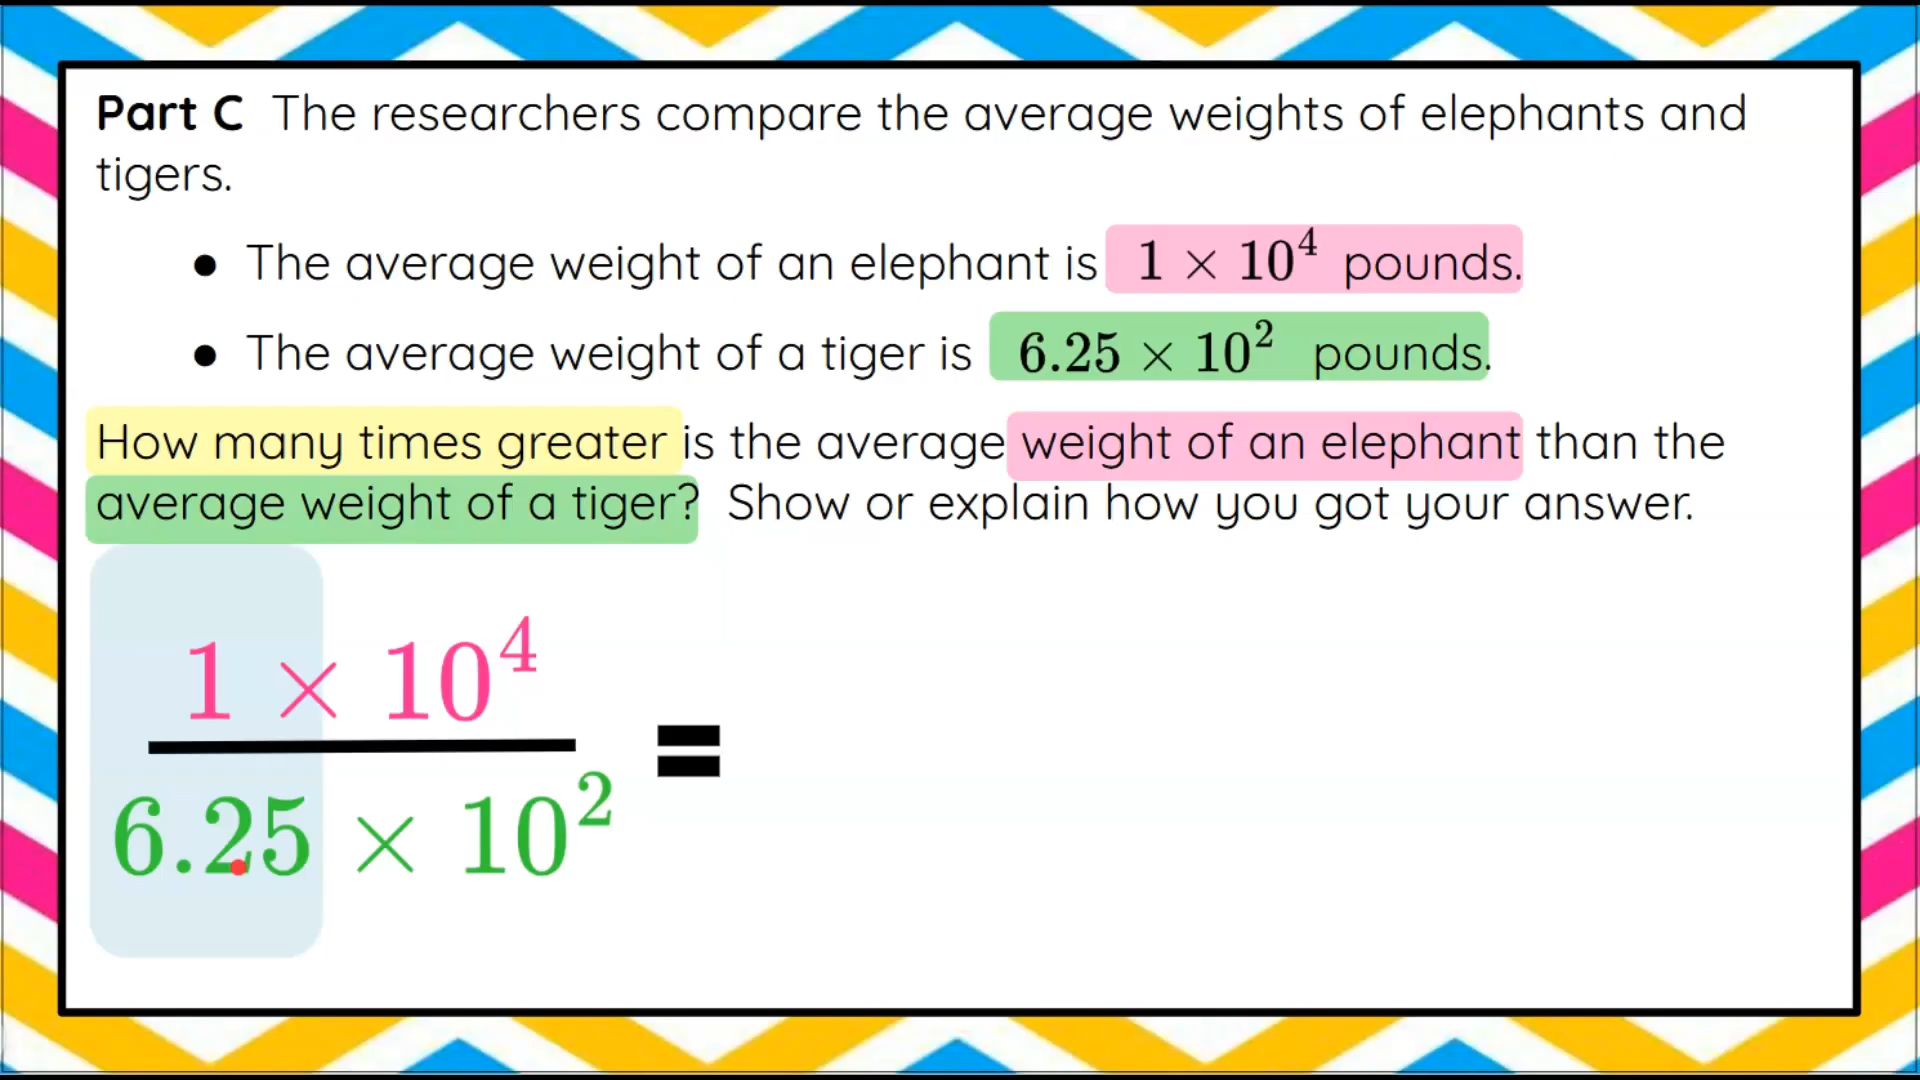 Part C The researchers compare the average weights of elephants and
tigers.
● The average weight of an elephant is 1 × 10⁴ pounds.
● The average weight of a tiger is 6.25 × 10² pounds.
How many times greater is the average weight of an elephant than the
average weight of a tiger? Show or explain how you got your answer.
1 × 10⁴
=
6.25 × 10²